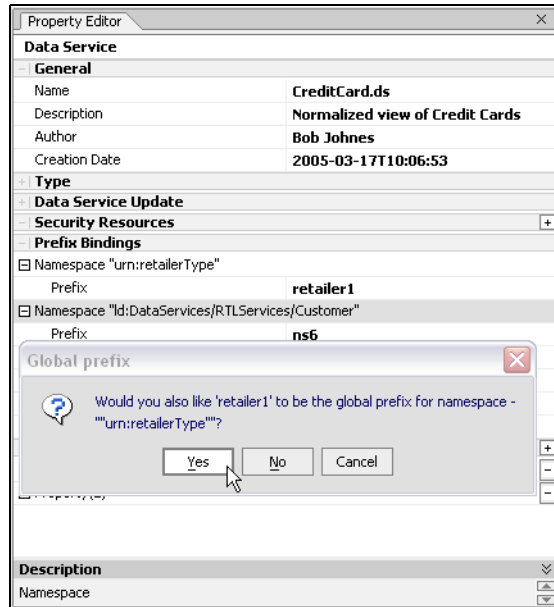 Property Editor
Data Service
General
Name CreditCard.ds
Description Normalized view of Credit Cards
Author Bob Johnes
Creation Date 2005-03-17T10:06:53
Type
Data Service Update
Security Resources
Prefix Bindings
Namespace "urn:retailerType"
Prefix retailer1
Namespace "ld:DataServices/RTLServices/Customer"
Prefix ns6
Global prefix
Would you also like 'retailer1' to be the global prefix for namespace -
""urn:retailerType""?
Yes No Cancel
Description
Namespace